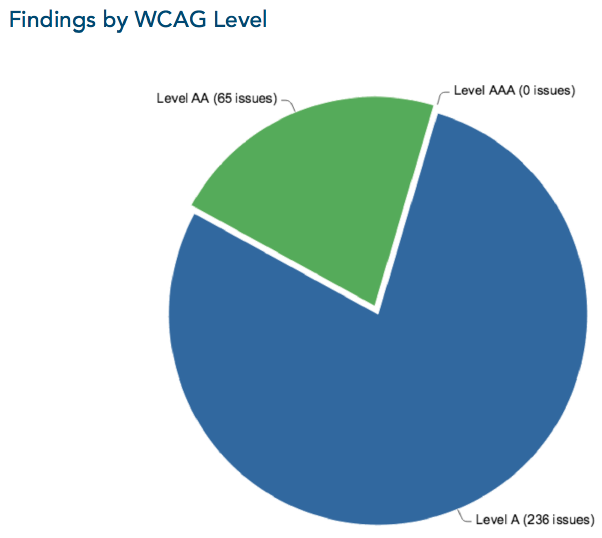 Findings by WCAG Level
Level AA (65 issues)
Level AAA (0 issues)
Level A (236 issues)